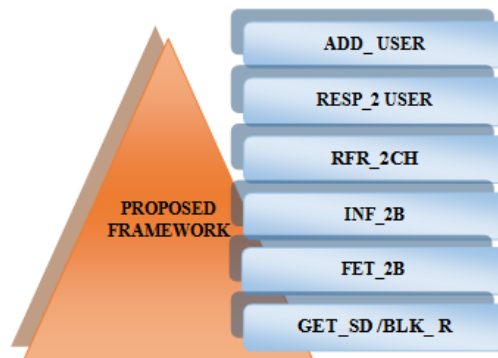 ADD_ USER
RESP_2 USER
RFR_2CH
INF_2B
FET_2B
GET_SD /BLK_ R
PROPOSED
FRAMEWORK